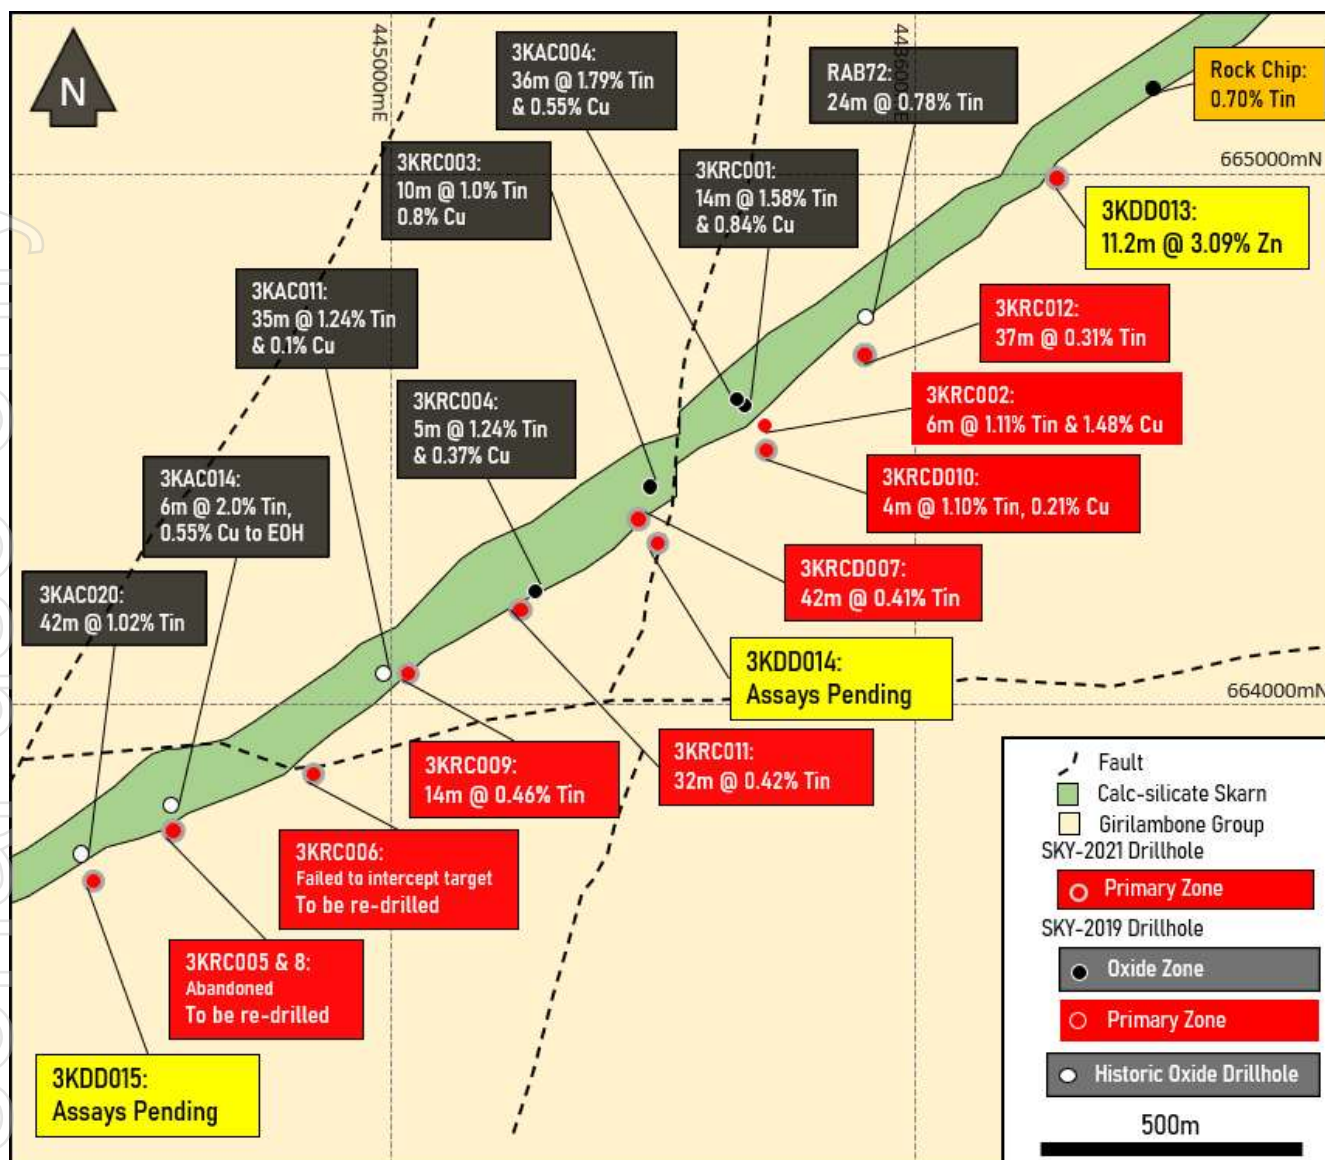 N
445000mE
3KAC004:
36m @ 1.79% Tin
& 0.55% Cu
RAB72:
24m @ 0.78% Tin
Rock Chip:
0.70% Tin
665000mN
3KRC003:
10m @ 1.0% Tin
0.8% Cu
3KRC001:
14m @ 1.58% Tin
& 0.84% Cu
3KDD013:
11.2m @ 3.09% Zn
3KAC011:
35m @ 1.24% Tin
& 0.1% Cu
3KRC012:
37m @ 0.31% Tin
3KRC004:
5m @ 1.24% Tin
& 0.37% Cu
3KRC002:
6m @ 1.11% Tin & 1.48% Cu
3KAC014:
6m @ 2.0% Tin,
0.55% Cu to EOH
3KRCD010:
4m @ 1.10% Tin, 0.21% Cu
3KRCD007:
42m @ 0.41% Tin
3KAC020:
42m @ 1.02% Tin
3KDD014:
Assays Pending
664000mN
3KRC009:
14m @ 0.46% Tin
3KRC011:
32m @ 0.42% Tin
3KRC006:
Failed to intercept target
To be re-drilled
3KRC005 & 8:
Abandoned
To be re-drilled
3KDD015:
Assays Pending
Fault
Calc-silicate Skarn
Girilambone Group
SKY-2021 Drillhole
Primary Zone
SKY-2019 Drillhole
Oxide Zone
Primary Zone
Historic Oxide Drillhole
500m